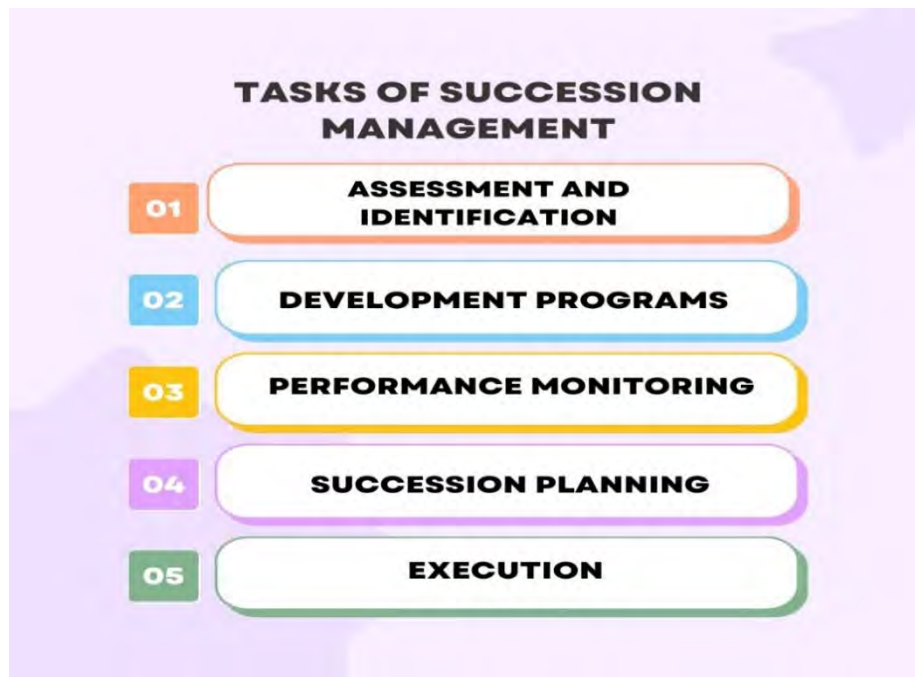 TASKS OF SUCCESSION
MANAGEMENT
01
ASSESSMENT AND
IDENTIFICATION
02
DEVELOPMENT PROGRAMS
03
PERFORMANCE MONITORING
04
SUCCESSION PLANNING
05
EXECUTION